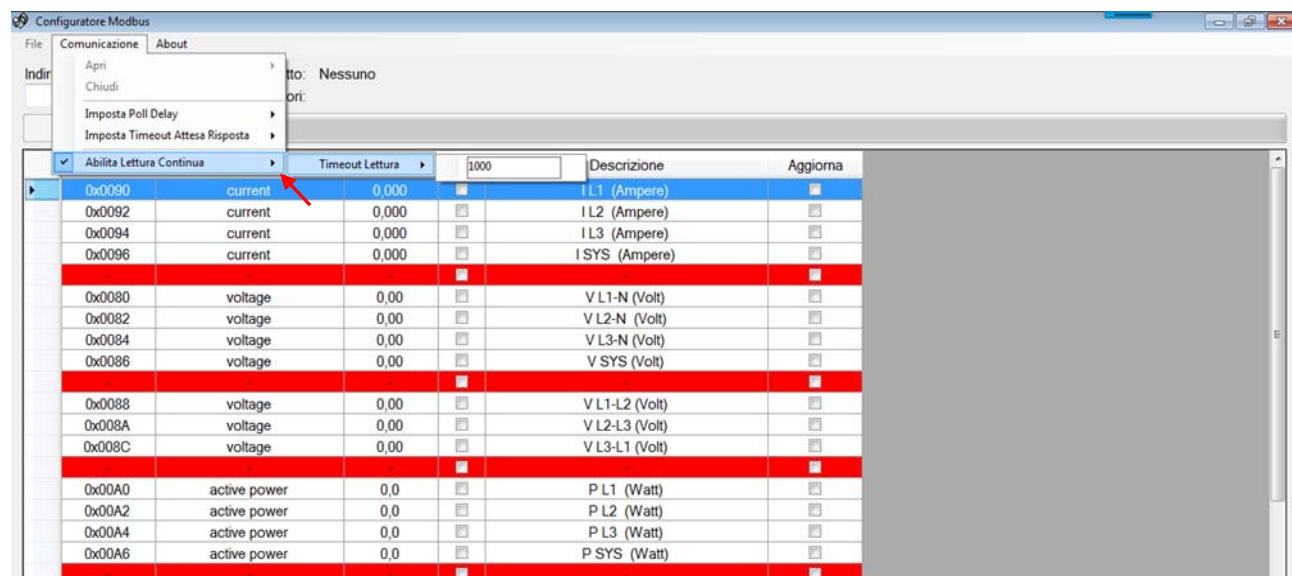 Configuratore Modbus
File Comunicazione About
Apri
Indir tto: Nessuno
Chiudi
ori:
Imposta Poll Delay
Imposta Timeout Attesa Risposta
Abilita Lettura Continua Timeout Lettura 1000 Descrizione Aggiorna
0x0090 current 0,000 I L1 (Ampere)
0x0092 current 0,000 I L2 (Ampere)
0x0094 current 0,000 I L3 (Ampere)
0x0096 current 0,000 I SYS (Ampere)
- - - -
0x0080 voltage 0,00 V L1-N (Volt)
0x0082 voltage 0,00 V L2-N (Volt)
0x0084 voltage 0,00 V L3-N (Volt)
0x0086 voltage 0,00 V SYS (Volt)
- - - -
0x0088 voltage 0,00 V L1-L2 (Volt)
0x008A voltage 0,00 V L2-L3 (Volt)
0x008C voltage 0,00 V L3-L1 (Volt)
- - - -
0x00A0 active power 0,0 P L1 (Watt)
0x00A2 active power 0,0 P L2 (Watt)
0x00A4 active power 0,0 P L3 (Watt)
0x00A6 active power 0,0 P SYS (Watt)